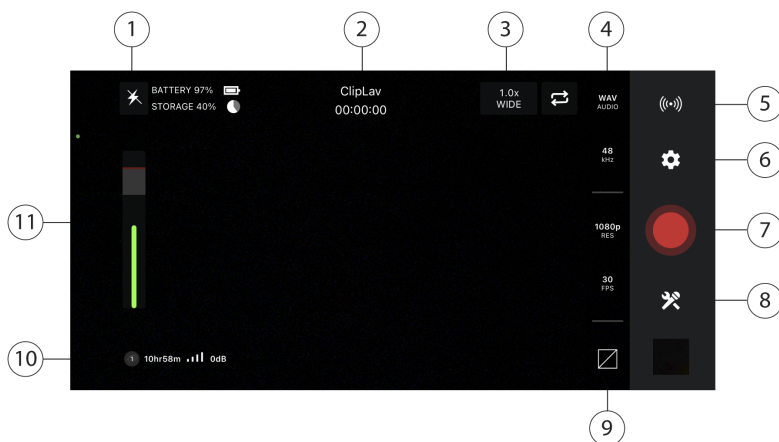 1
2
3
4
BATTERY 97%
STORAGE 40%
ClipLav
00:00:00
1.0x
WIDE
WAV
AUDIO
5
48
kHz
6
11
1080p
RES
7
30
FPS
8
10
1 10hr58m 0dB
9